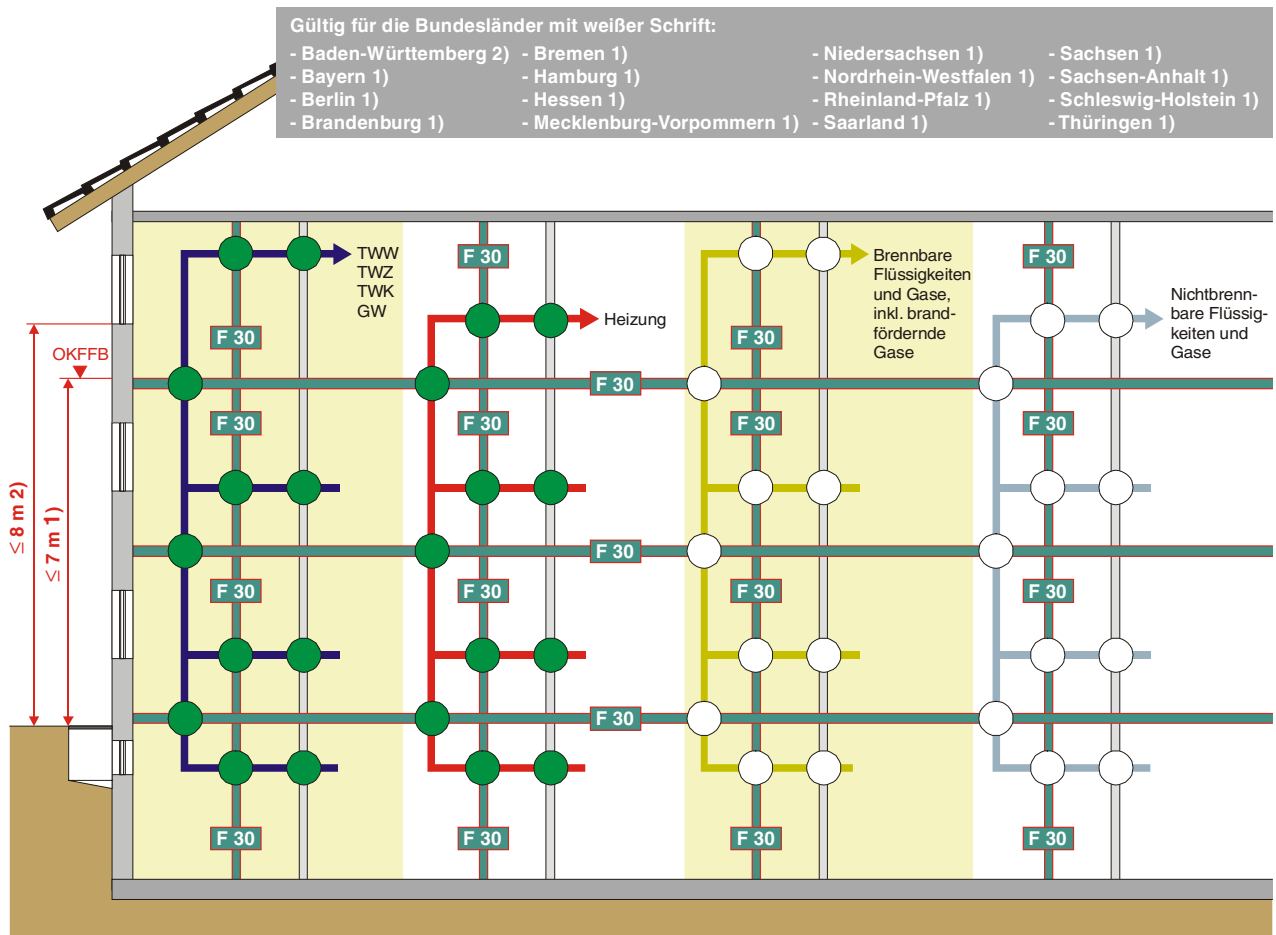 Gültig für die Bundesländer mit weißer Schrift:
- Baden-Württemberg 2)
- Bayern 1)
- Berlin 1)
- Brandenburg 1)
- Bremen 1)
- Hamburg 1)
- Hessen 1)
- Mecklenburg-Vorpommern 1)
- Niedersachsen 1)
- Nordrhein-Westfalen 1)
- Rheinland-Pfalz 1)
- Saarland 1)
- Sachsen 1)
- Sachsen-Anhalt 1)
- Schleswig-Holstein 1)
- Thüringen 1)
TWW
TWZ
TWK
GW
F 30
Brennbare
Flüssigkeiten
und Gase,
inkl. brand-
fördernde
Gase
F 30
Nichtbrenn-
bare Flüssig-
keiten und
Gase
Heizung
F 30
F 30
OKFFB
F 30
F 30
F 30
F 30
F 30
F 30
≤ 8 m 2)
≤ 7 m 1)
F 30
F 30
F 30
F 30
F 30
F 30
F 30
F 30
F 30
F 30